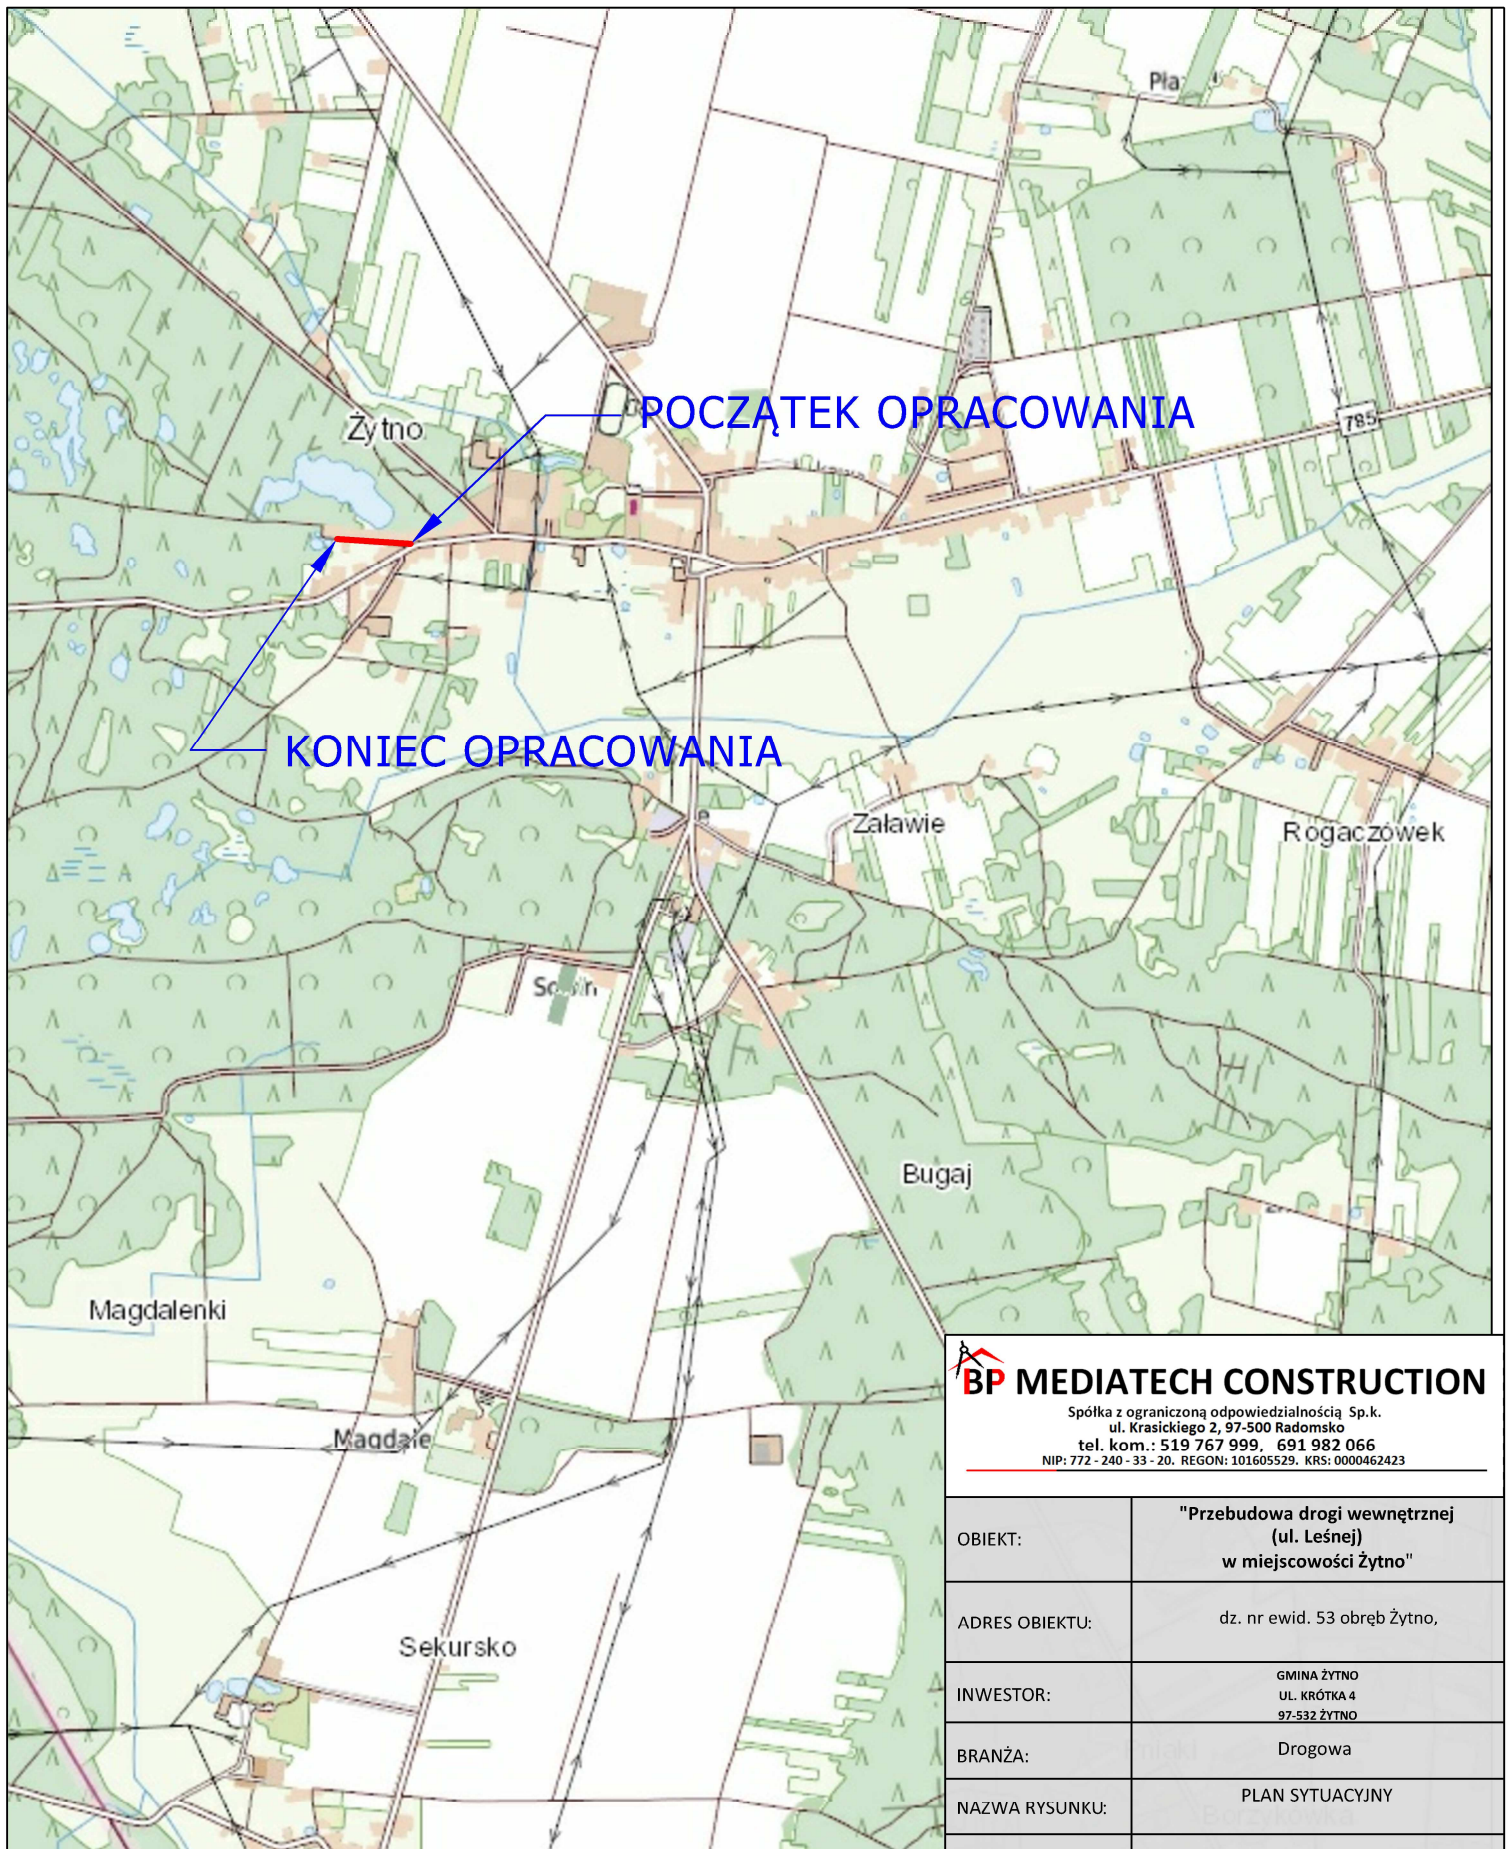 Żytno
POCZĄTEK OPRACOWANIA
785
KONIEC OPRACOWANIA
Załawie
Rogaczówek
Bugaj
Magdalenki
Sekursko
BP MEDIATECH CONSTRUCTION
Spółka z ograniczoną odpowiedzialnością Sp.k.
ul. Krasickiego 2, 97-500 Radomsko
tel. kom.: 519 767 999, 691 982 066
NIP: 772 - 240 - 33 - 20. REGON: 101605529. KRS: 0000462423
OBIEKT:
"Przebudowa drogi wewnętrznej
(ul. Leśnej)
w miejscowości Żytno"
ADRES OBIEKTU:
dz. nr ewid. 53 obręb Żytno,
INWESTOR:
GMINA ŻYTNO
UL. KRÓTKA 4
97-532 ŻYTNO
BRANŻA:
Drogowa
NAZWA RYSUNKU:
PLAN SYTUACYJNY